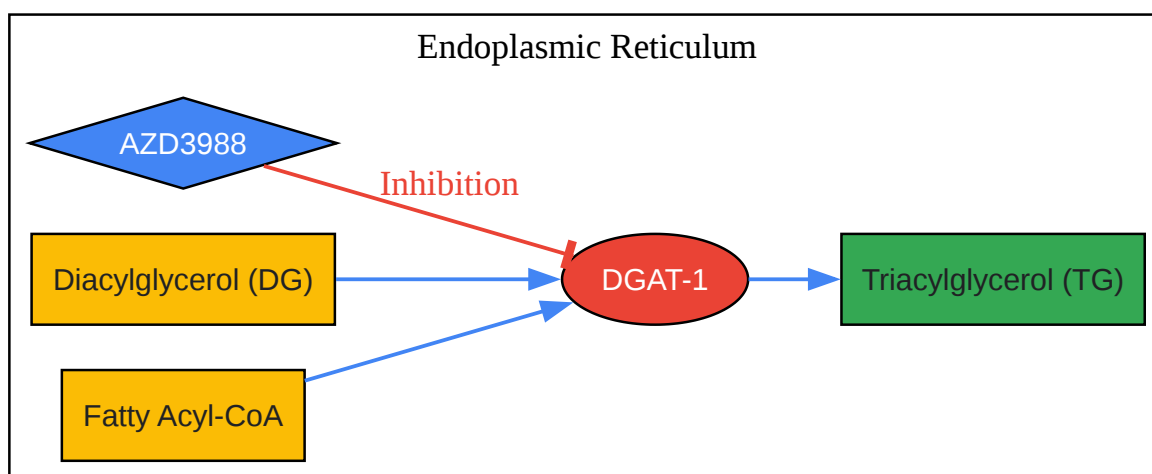 Endoplasmic Reticulum
AZD3988
Inhibition
Diacylglycerol (DG)
DGAT-1
Triacylglycerol (TG)
Fatty Acyl-CoA